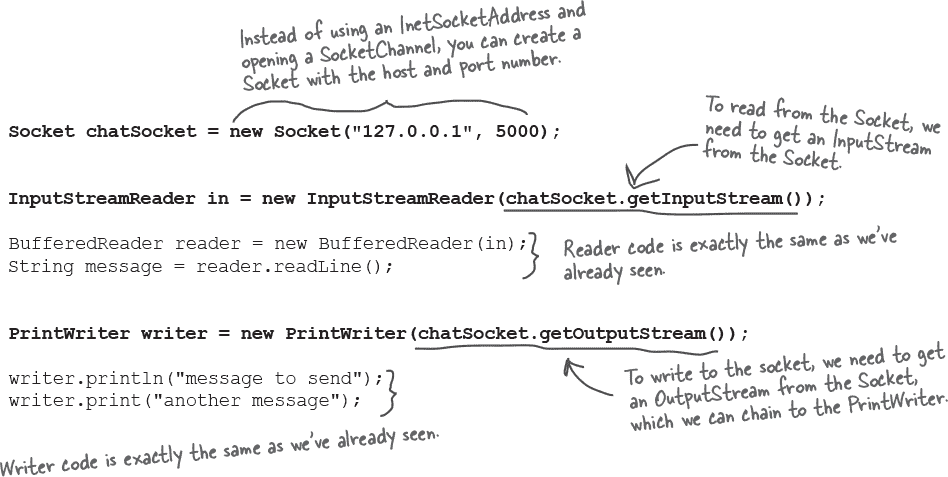 Instead of using an InetSocketAddress and
opening a SocketChannel, you can create a
Socket with the host and port number.
Socket chatSocket = new Socket("127.0.0.1", 5000);
To read from the Socket, we
need to get an InputStream
from the Socket.
InputStreamReader in = new InputStreamReader(chatSocket.getInputStream());
BufferedReader reader = new BufferedReader(in);
String message = reader.readLine();
Reader code is exactly the same as we've
already seen.
PrintWriter writer = new PrintWriter(chatSocket.getOutputStream());
writer.println("message to send");
writer.print("another message");
To write to the socket, we need to get
an OutputStream from the Socket,
which we can chain to the PrintWriter.
Writer code is exactly the same as we've already seen.